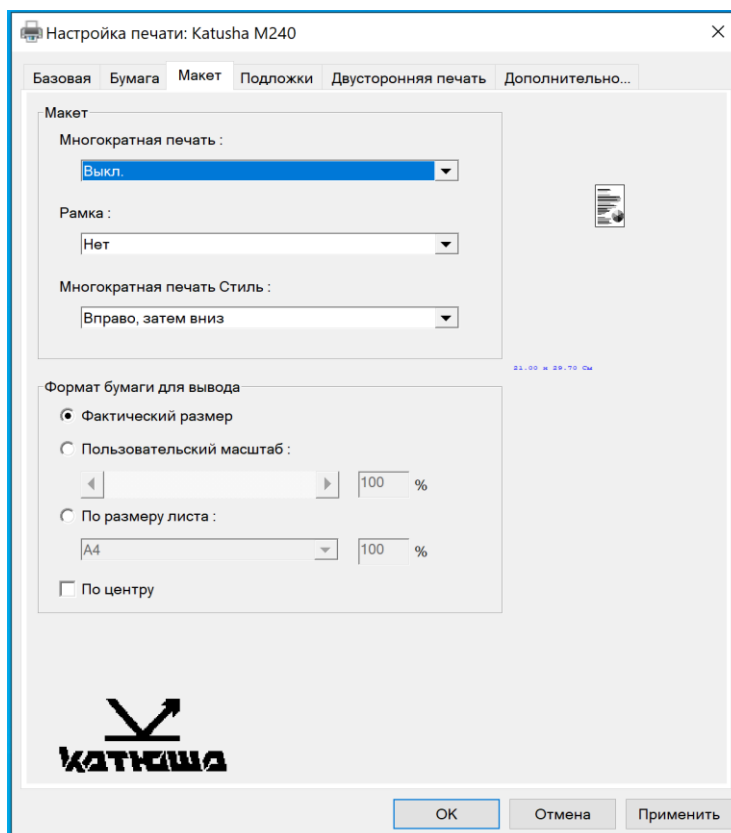 Настройка печати: Katusha M240
Базовая Бумага Макет Подложки Двусторонняя печать Дополнительно...
Макет
Многократная печать :
Выкл.
Рамка :
Нет
Многократная печать Стиль :
Вправо, затем вниз
21.00 x 29.70 См
Формат бумаги для вывода
Фактический размер
Пользовательский масштаб :
100 %
По размеру листа :
A4 100 %
По центру
катюша
OK Отмена Применить